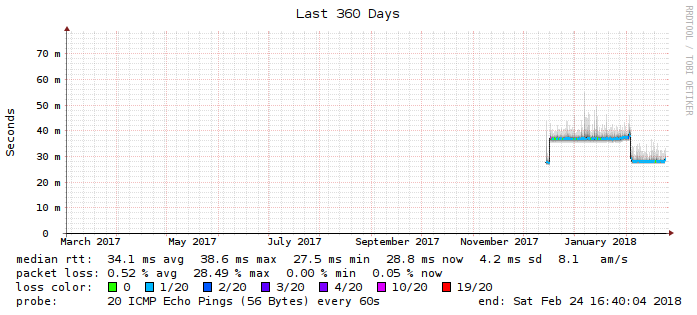 Last 360 Days
RRDTOOL / TOBI OETIKER
Seconds
70 m
60 m
50 m
40 m
30 m
20 m
10 m
0
March 2017 May 2017 July 2017 September 2017 November 2017 January 2018
median rtt: 34.1 ms avg 38.6 ms max 27.5 ms min 28.8 ms now 4.2 ms sd 8.1 am/s
packet loss: 0.52 % avg 28.49 % max 0.00 % min 0.05 % now
loss color: 0 1/20 2/20 3/20 4/20 10/20 19/20
probe: 20 ICMP Echo Pings (56 Bytes) every 60s end: Sat Feb 24 16:40:04 2018